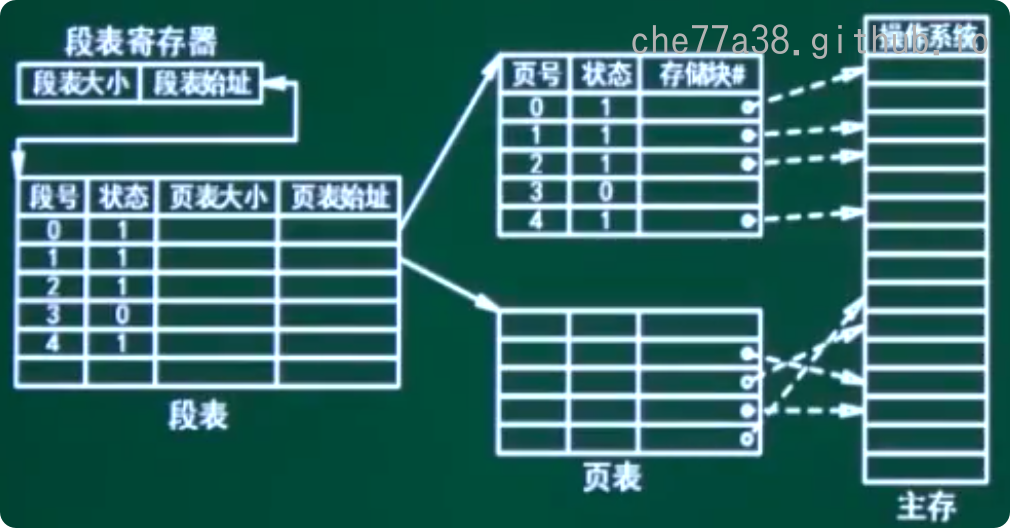 段表寄存器
段表大小 段表始址
段号 状态 页表大小 页表始址
0 1
1 1
2 1
3 0
4 1
段表
页号 状态 存储块#
0 1
1 1
2 1
3 0
4 1
页表
操作系统
主存
che77a38.github.io